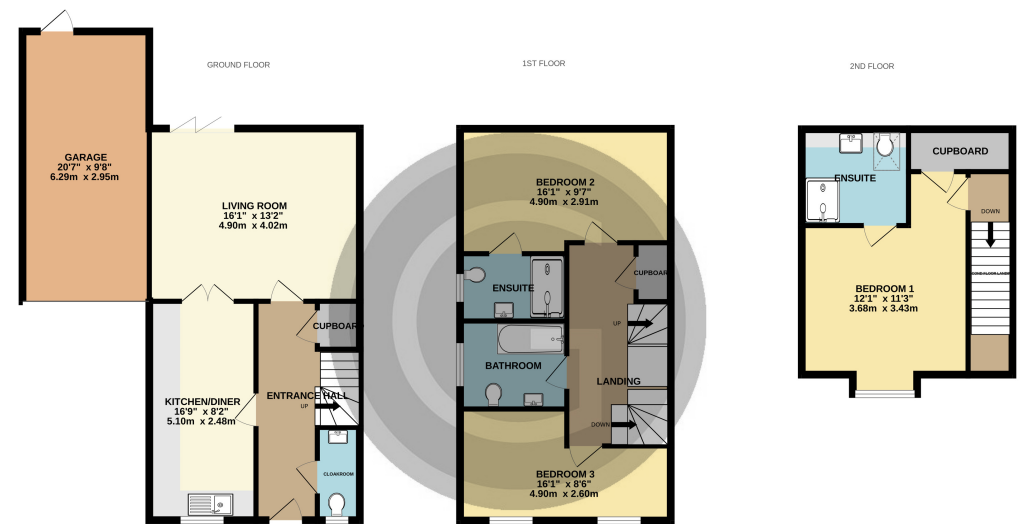 GROUND FLOOR
GARAGE
20'7" x 9'8"
6.29m x 2.95m
LIVING ROOM
16'1" x 13'2"
4.90m x 4.02m
CUPBOARD
KITCHEN/DINER
16'9" x 8'2"
5.10m x 2.48m
ENTRANCE HALL
UP
CLOAKROOM
1ST FLOOR
BEDROOM 2
16'1" x 9'7"
4.90m x 2.91m
ENSUITE
CUPBOARD
UP
BATHROOM
LANDING
DOWN
BEDROOM 3
16'1" x 8'6"
4.90m x 2.60m
2ND FLOOR
ENSUITE
CUPBOARD
DOWN
BEDROOM 1
12'1" x 11'3"
3.68m x 3.43m